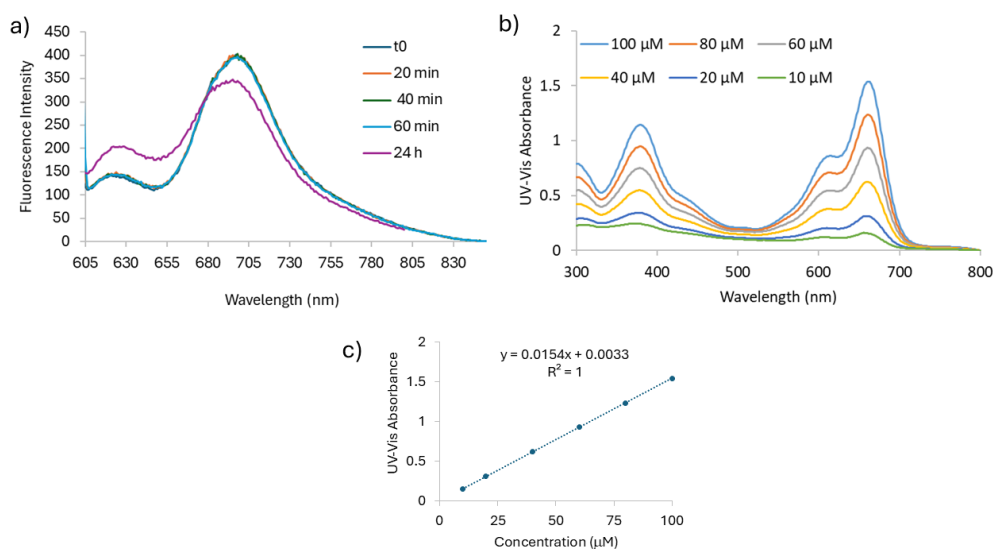 a)
Fluorescence Intensity
450
400
350
300
250
200
150
100
50
0
605 630 655 680 705 730 755 780 805 830
Wavelength (nm)
t0
20 min
40 min
60 min
24 h
b)
UV-Vis Absorbance
2
1.5
1
0.5
0
300 400 500 600 700 800
Wavelength (nm)
100 μM 80 μM 60 μM
40 μM 20 μM 10 μM
c)
UV-Vis Absorbance
2
1.5
1
0.5
0
0 25 50 75 100
Concentration (μM)
y = 0.0154x + 0.0033
R² = 1